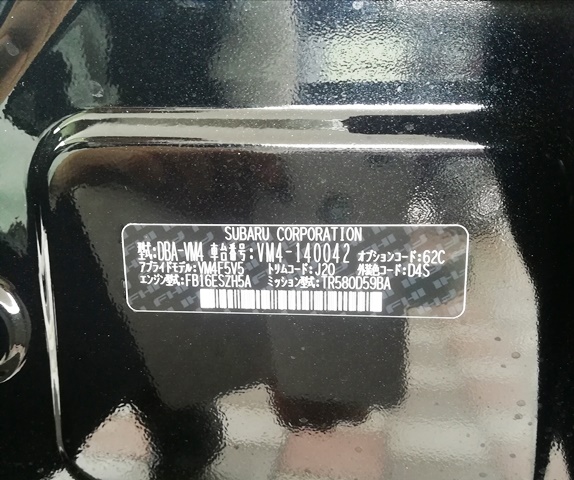 SUBARU CORPORATION
型式:DBA-VM4 車台番号:VM4-140042 オプションコード:62C
アプライドモデル:VM4F5V5 トリムコード:J20 外装色コード:D4S
エンジン型式:FB16ESZH5A ミッション型式:TR580D59BA